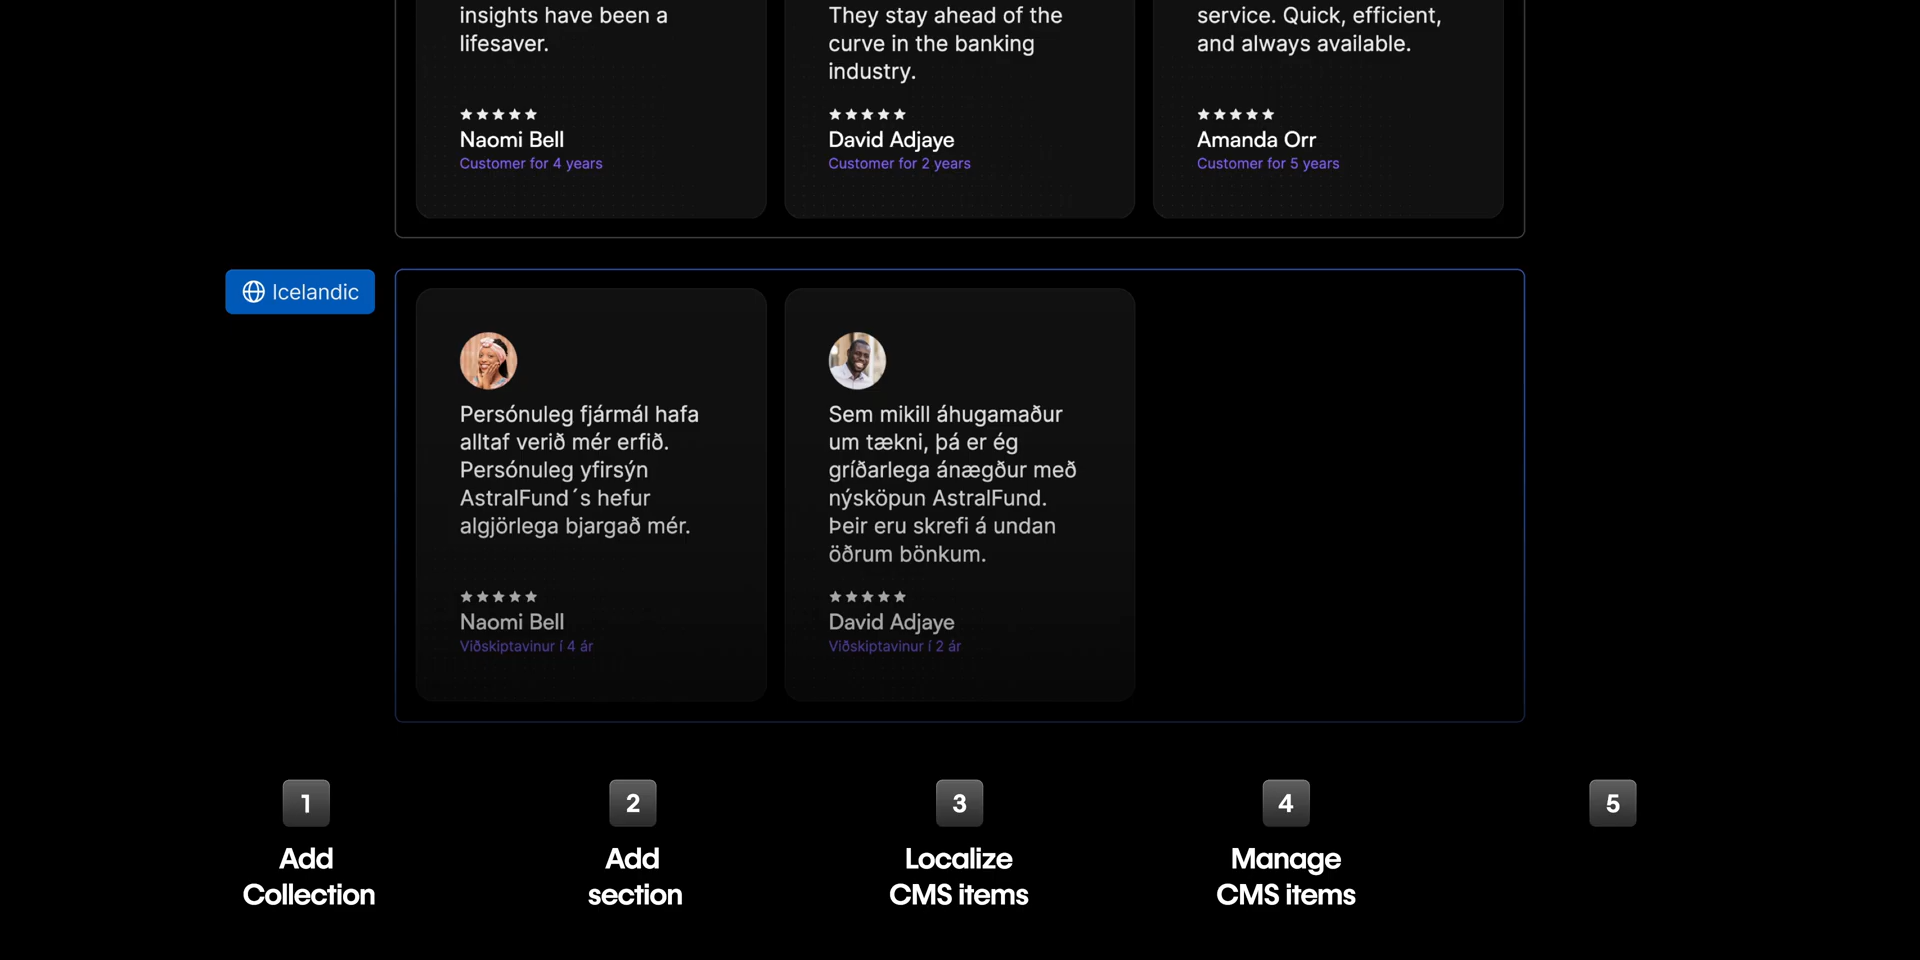 insights have been a
lifesaver.
★★★★★
Naomi Bell
Customer for 4 years
They stay ahead of the
curve in the banking
industry.
★★★★★
David Adjaye
Customer for 2 years
service. Quick, efficient,
and always available.
★★★★★
Amanda Orr
Customer for 5 years
Icelandic
Persónuleg fjármál hafa
alltaf verið mér erfið.
Persónuleg yfirsýn
AstralFund´s hefur
algjörlega bjargað mér.
★★★★★
Naomi Bell
Viðskiptavinur í 4 ár
Sem mikill áhugamaður
um tækni, þá er ég
gríðarlega ánægður með
nýsköpun AstralFund.
Þeir eru skrefi á undan
öðrum bönkum.
★★★★★
David Adjaye
Viðskiptavinur í 2 ár
1
Add
Collection
2
Add
section
3
Localize
CMS items
4
Manage
CMS items
5